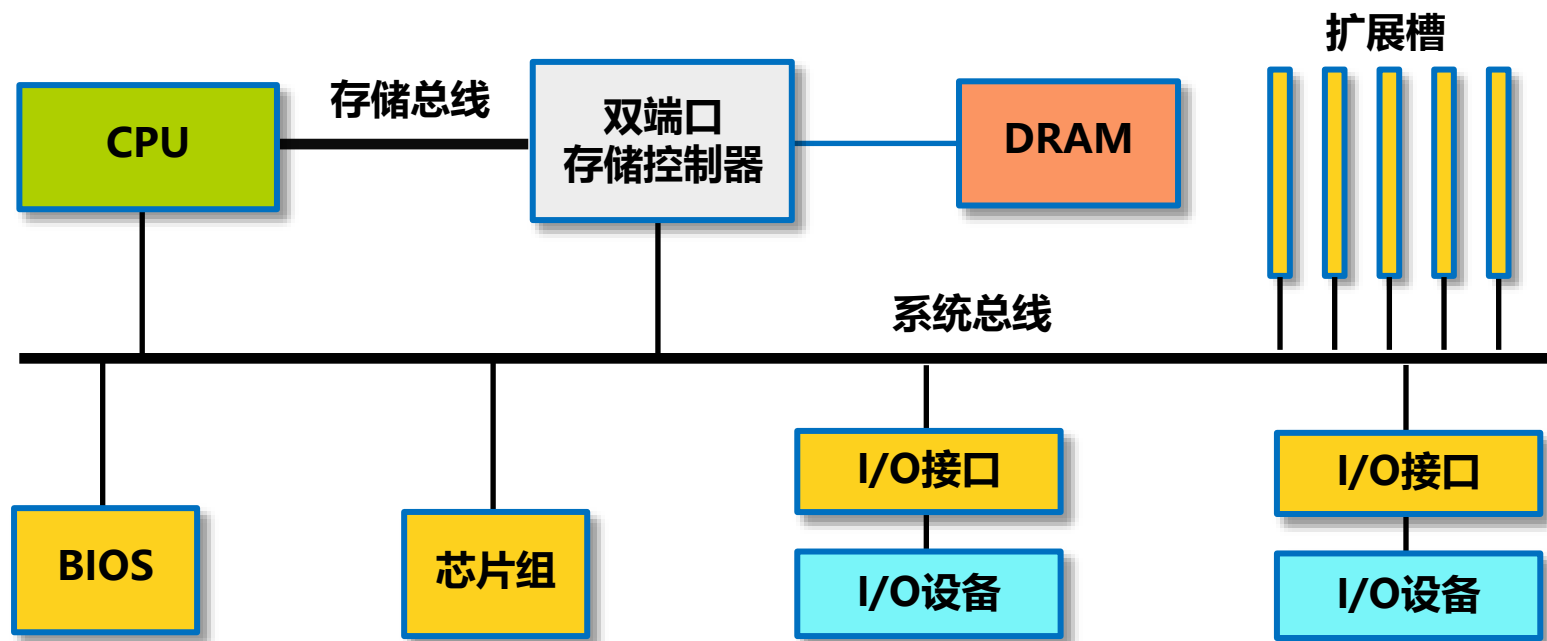 扩展槽
CPU
存储总线
双端口
存储控制器
DRAM
系统总线
BIOS
芯片组
I/O接口
I/O设备
I/O接口
I/O设备